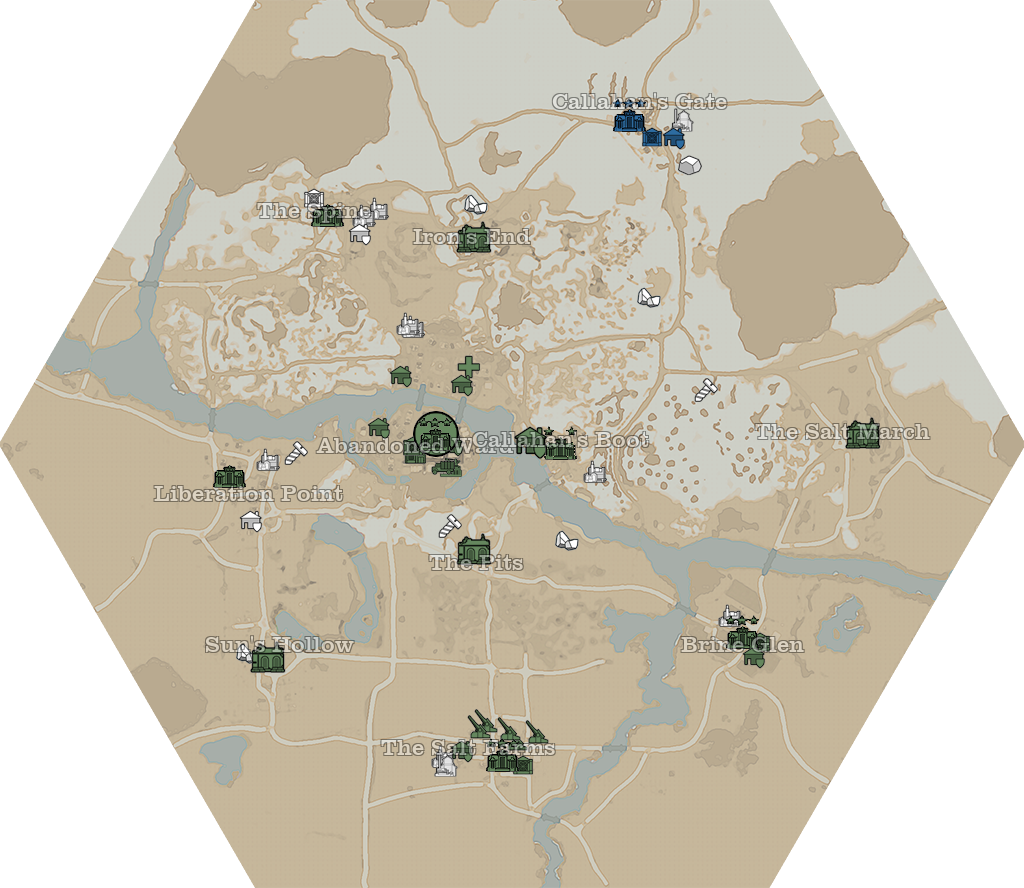 Callahan's Gate
The Spine
Iron's End
The Salt March
Abandoned Ward
Callahan's Boot
Liberation Point
The Pits
Sun's Hollow
Brine Glen
The Salt Farms